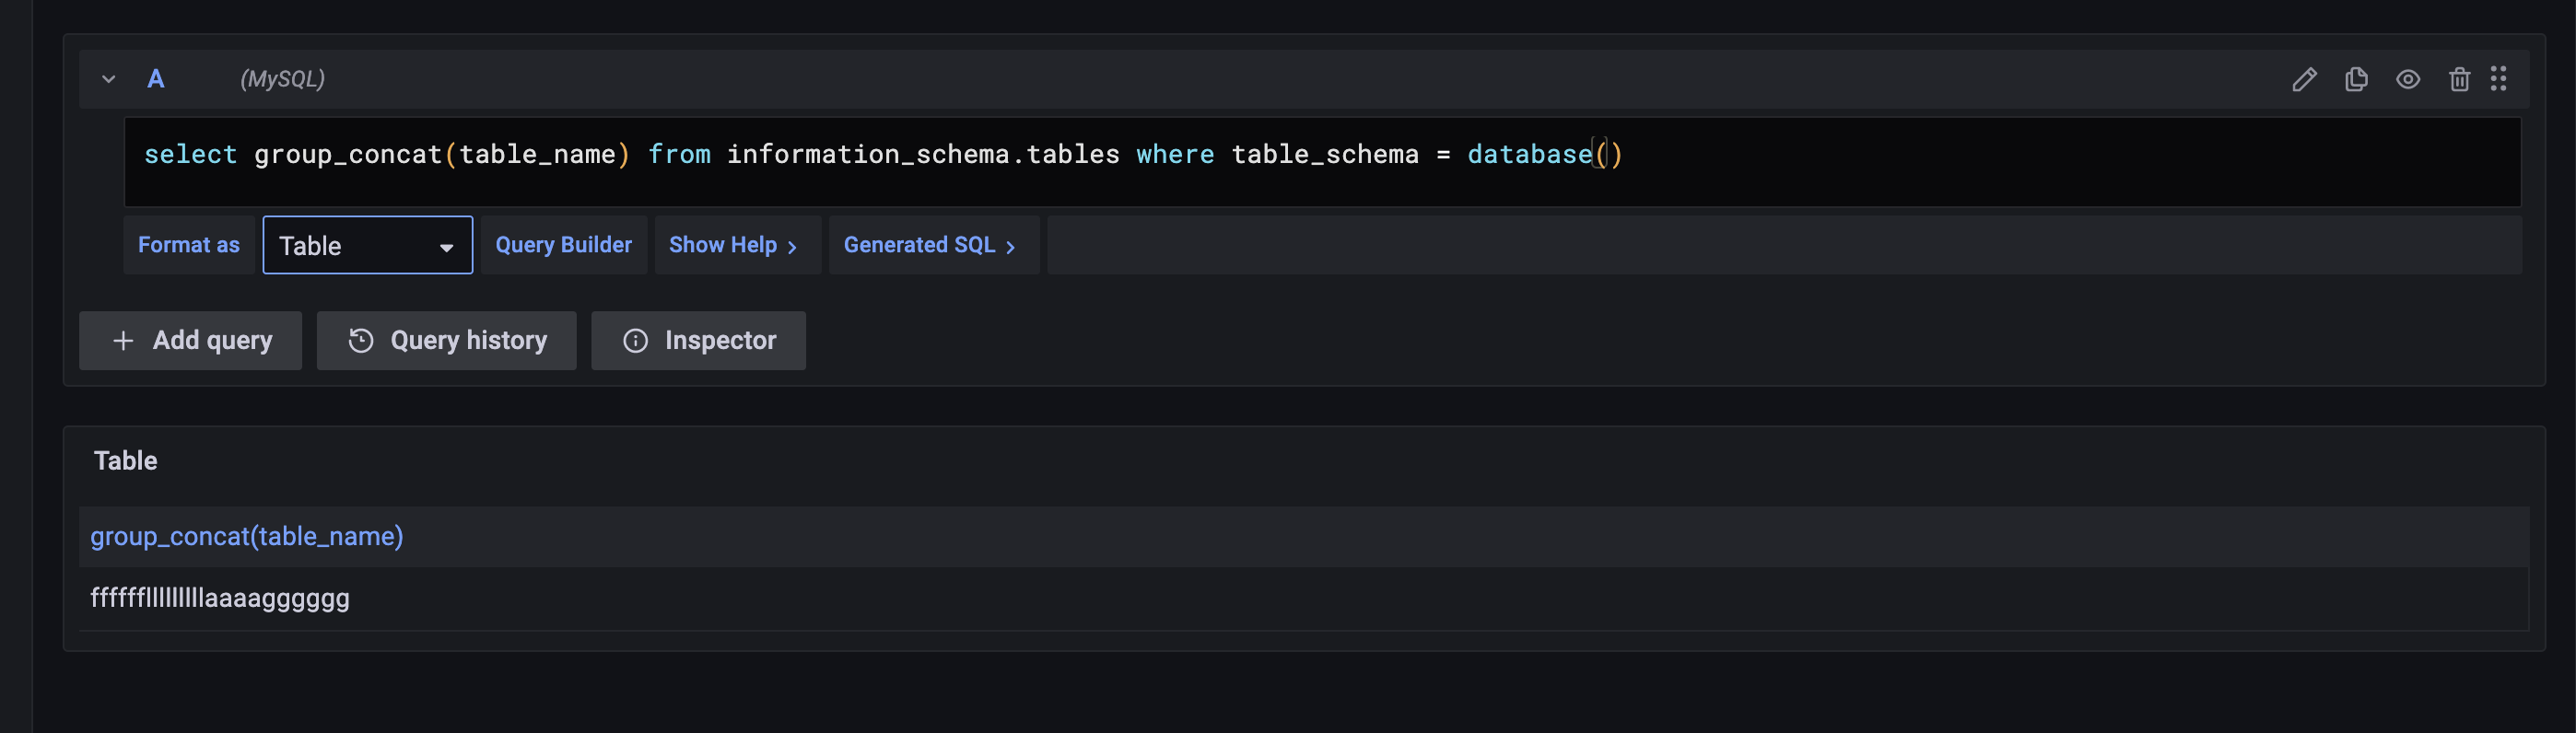 A (MySQL)
select group_concat(table_name) from information_schema.tables where table_schema = database()
Format as Table Query Builder Show Help > Generated SQL >
+ Add query Query history Inspector
Table
group_concat(table_name)
fffffflllllllllaaaagggggg